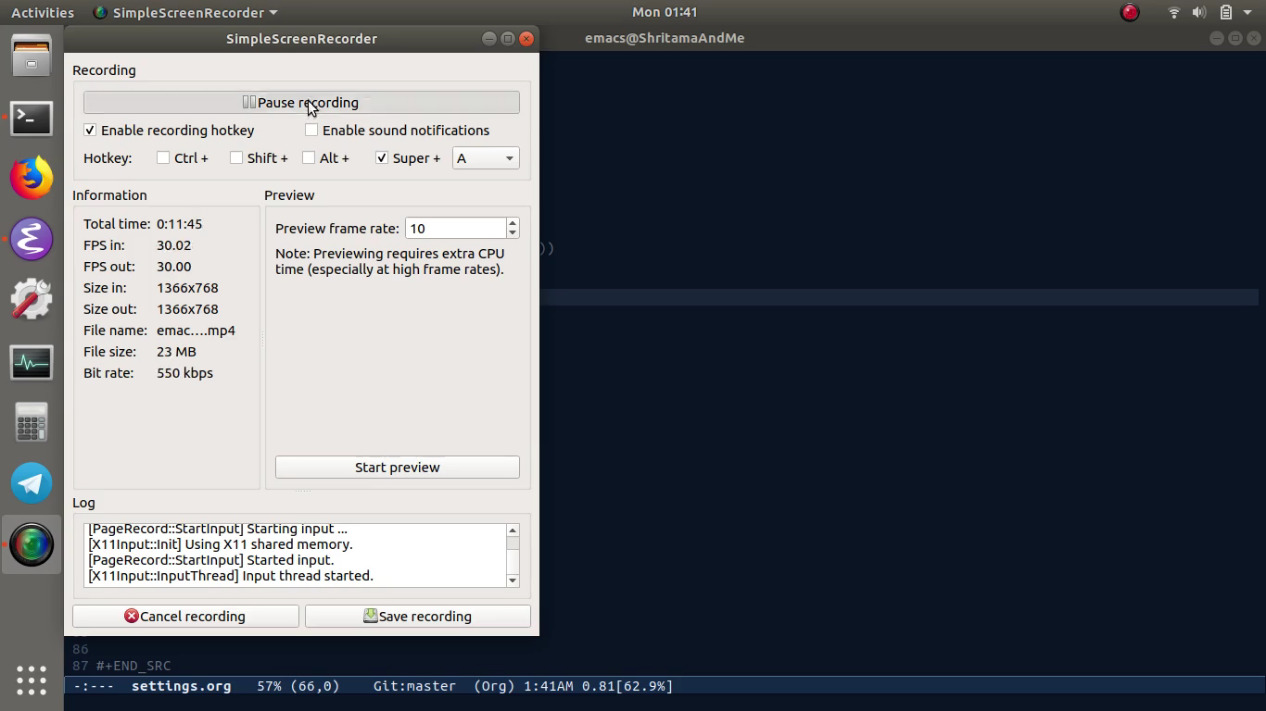 Activities SimpleScreenRecorder Mon 01:41
SimpleScreenRecorder
emacs@ShritamaAndMe
Recording
Pause recording
Enable recording hotkey Enable sound notifications
Hotkey: Ctrl + Shift + Alt + Super + A
Information
Total time: 0:11:45
FPS in: 30.02
FPS out: 30.00
Size in: 1366x768
Size out: 1366x768
File name: emac....mp4
File size: 23 MB
Bit rate: 550 kbps
Preview
Preview frame rate: 10
Note: Previewing requires extra CPU
time (especially at high frame rates).
Start preview
))
Log
[PageRecord::StartInput] Starting input ...
[X11Input::Init] Using X11 shared memory.
[PageRecord::StartInput] Started input.
[X11Input::InputThread] Input thread started.
Cancel recording Save recording
86
87 #+END_SRC
-:--- settings.org 57% (66,0) Git:master (Org) 1:41AM 0.81[62.9%]